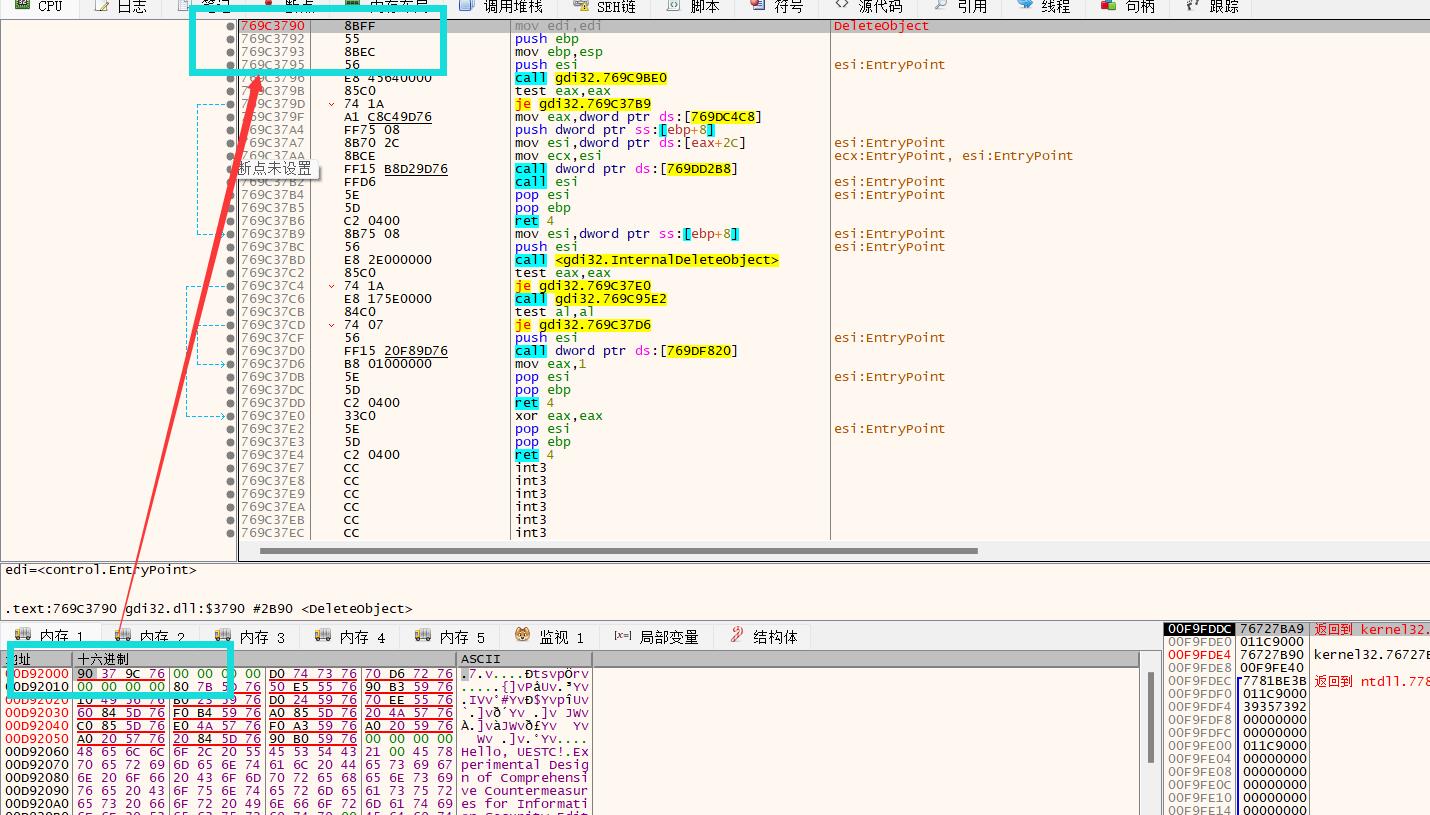 CPU 日志 笔记 断点 内存布局 调用堆栈 SEH链 脚本 符号 源代码 引用 线程 句柄 跟踪
769C3790 8BFF mov edi,edi DeleteObject
769C3792 55 push ebp
769C3793 8BEC mov ebp,esp
769C3795 56 push esi esi:EntryPoint
769C3796 E8 45640000 call gdi32.769C9BE0
769C379B 85C0 test eax,eax
769C379D 74 1A je gdi32.769C37B9
769C379F A1 C8C49D76 mov eax,dword ptr ds:[769DC4C8]
769C37A4 FF75 08 push dword ptr ss:[ebp+8]
769C37A7 8B70 2C mov esi,dword ptr ds:[eax+2C] esi:EntryPoint
769C37AA 8BCE mov ecx,esi ecx:EntryPoint, esi:EntryPoint
断点未设置 FF15 B8D29D76 call dword ptr ds:[769DD2B8]
769C37B2 FFD6 call esi esi:EntryPoint
769C37B4 5E pop esi esi:EntryPoint
769C37B5 5D pop ebp
769C37B6 C2 0400 ret 4
769C37B9 8B75 08 mov esi,dword ptr ss:[ebp+8] esi:EntryPoint
769C37BC 56 push esi esi:EntryPoint
769C37BD E8 2E000000 call <gdi32.InternalDeleteObject>
769C37C2 85C0 test eax,eax
769C37C4 74 1A je gdi32.769C37E0
769C37C6 E8 175E0000 call gdi32.769C95E2
769C37CB 84C0 test al,al
769C37CD 74 07 je gdi32.769C37D6
769C37CF 56 push esi esi:EntryPoint
769C37D0 FF15 20F89D76 call dword ptr ds:[769DF820]
769C37D6 B8 01000000 mov eax,1
769C37DB 5E pop esi esi:EntryPoint
769C37DC 5D pop ebp
769C37DD C2 0400 ret 4
769C37E0 33C0 xor eax,eax
769C37E2 5E pop esi esi:EntryPoint
769C37E3 5D pop ebp
769C37E4 C2 0400 ret 4
769C37E7 CC int3
769C37E8 CC int3
769C37E9 CC int3
769C37EA CC int3
769C37EB CC int3
769C37EC CC int3
edi=<control.EntryPoint>
.text:769C3790 gdi32.dll:$3790 #2B90 <DeleteObject>
内存 1 内存 2 内存 3 内存 4 内存 5 监视 1 [x=] 局部变量 结构体
地址 十六进制 ASCII
00D92000 90 37 9C 76 00 00 00 00 D0 74 73 76 70 D6 72 76 .7.v....ÐtsvpÖrv
00D92010 00 00 00 00 80 7B 5D 76 50 E5 55 76 90 B3 59 76 .....{]vPåUv.³Yv
00D92020 10 49 56 76 B0 23 59 76 D0 24 59 76 70 EE 55 76 .IVv°#YvÐ$YvpîUv
00D92030 60 84 5D 76 F0 B4 59 76 A0 85 5D 76 20 4A 57 76 `.]vð´Yv .]v JWv
00D92040 C0 85 5D 76 E0 4A 57 76 F0 A3 59 76 A0 20 59 76 À.]vàJWvð£Yv  Yv
00D92050 A0 20 57 76 20 84 5D 76 90 B0 59 76 00 00 00 00 Wv .]v.°Yv....
00D92060 48 65 6C 6C 6F 2C 20 55 45 53 54 43 21 00 45 78 Hello, UESTC!.Ex
00D92070 70 65 72 69 6D 65 6E 74 61 6C 20 44 65 73 69 67 perimental Desig
00D92080 6E 20 6F 66 20 43 6F 6D 70 72 65 68 65 6E 73 69 n of Comprehensi
00D92090 76 65 20 43 6F 75 6E 74 65 72 6D 65 61 73 75 72 ve Countermeasur
00D920A0 65 73 20 66 6F 72 20 49 6E 66 6F 72 6D 61 74 69 es for Informati
00F9FDDC 76727BA9 返回到 kernel32.
00F9FDE0 011C9000
00F9FDE4 76727B90 kernel32.76727B
00F9FDE8 00F9FE40
00F9FDEC 7781BE3B 返回到 ntdll.778
00F9FDF0 011C9000
00F9FDF4 39357392
00F9FDF8 00000000
00F9FDFC 00000000
00F9FE00 011C9000
00F9FE04 00000000
00F9FE08 00000000
00F9FE0C 00000000
00F9FE10 00000000
00F9FE14 00000000